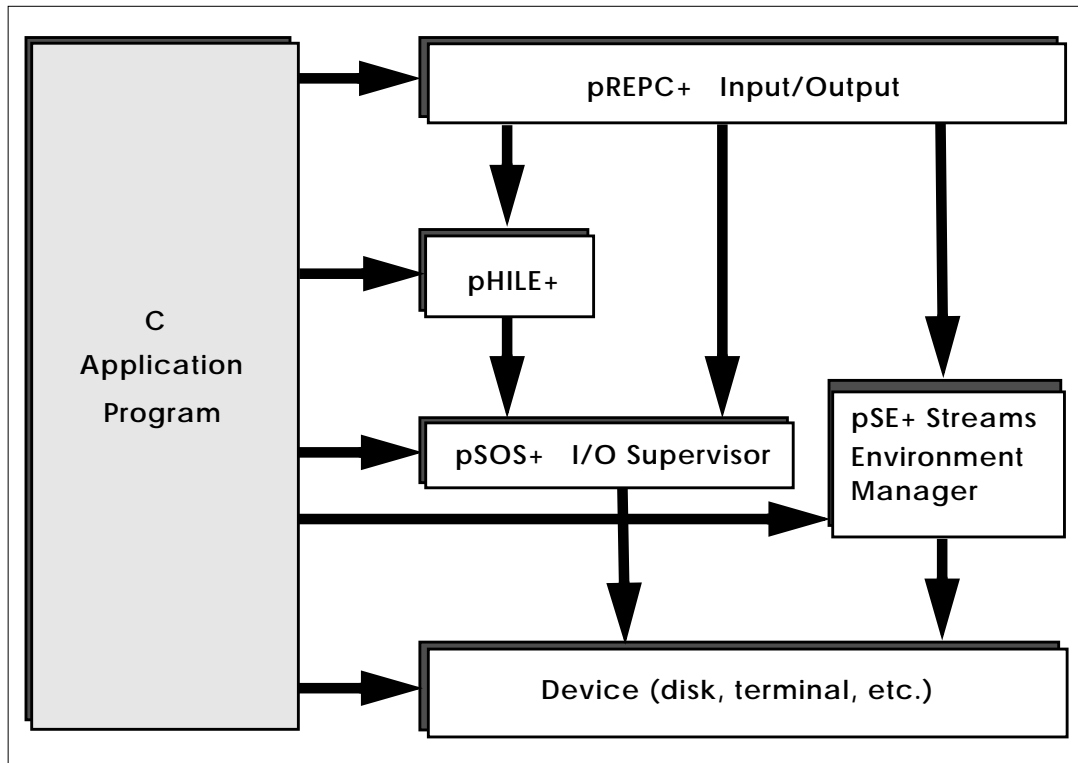 pREPC+ Input/Output
pHILE+
C
Application
Program
pSOS+ I/O Supervisor
pSE+ Streams
Environment
Manager
Device (disk, terminal, etc.)